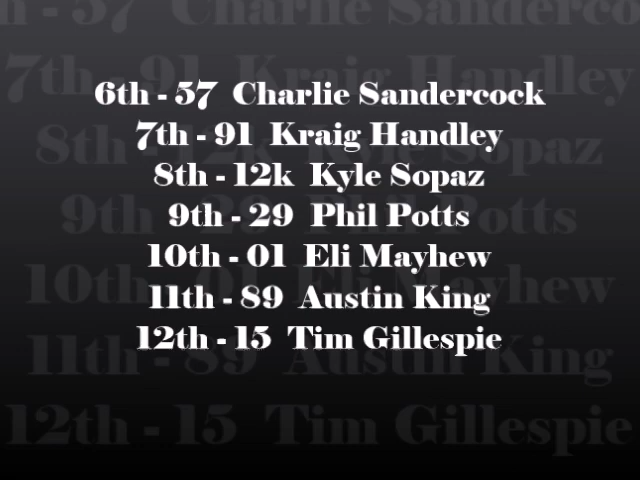 6th - 57 Charlie Sandercock
7th - 91 Kraig Handley
8th - 12k Kyle Sopaz
9th - 29 Phil Potts
10th - 01 Eli Mayhew
11th - 89 Austin King
12th - 15 Tim Gillespie